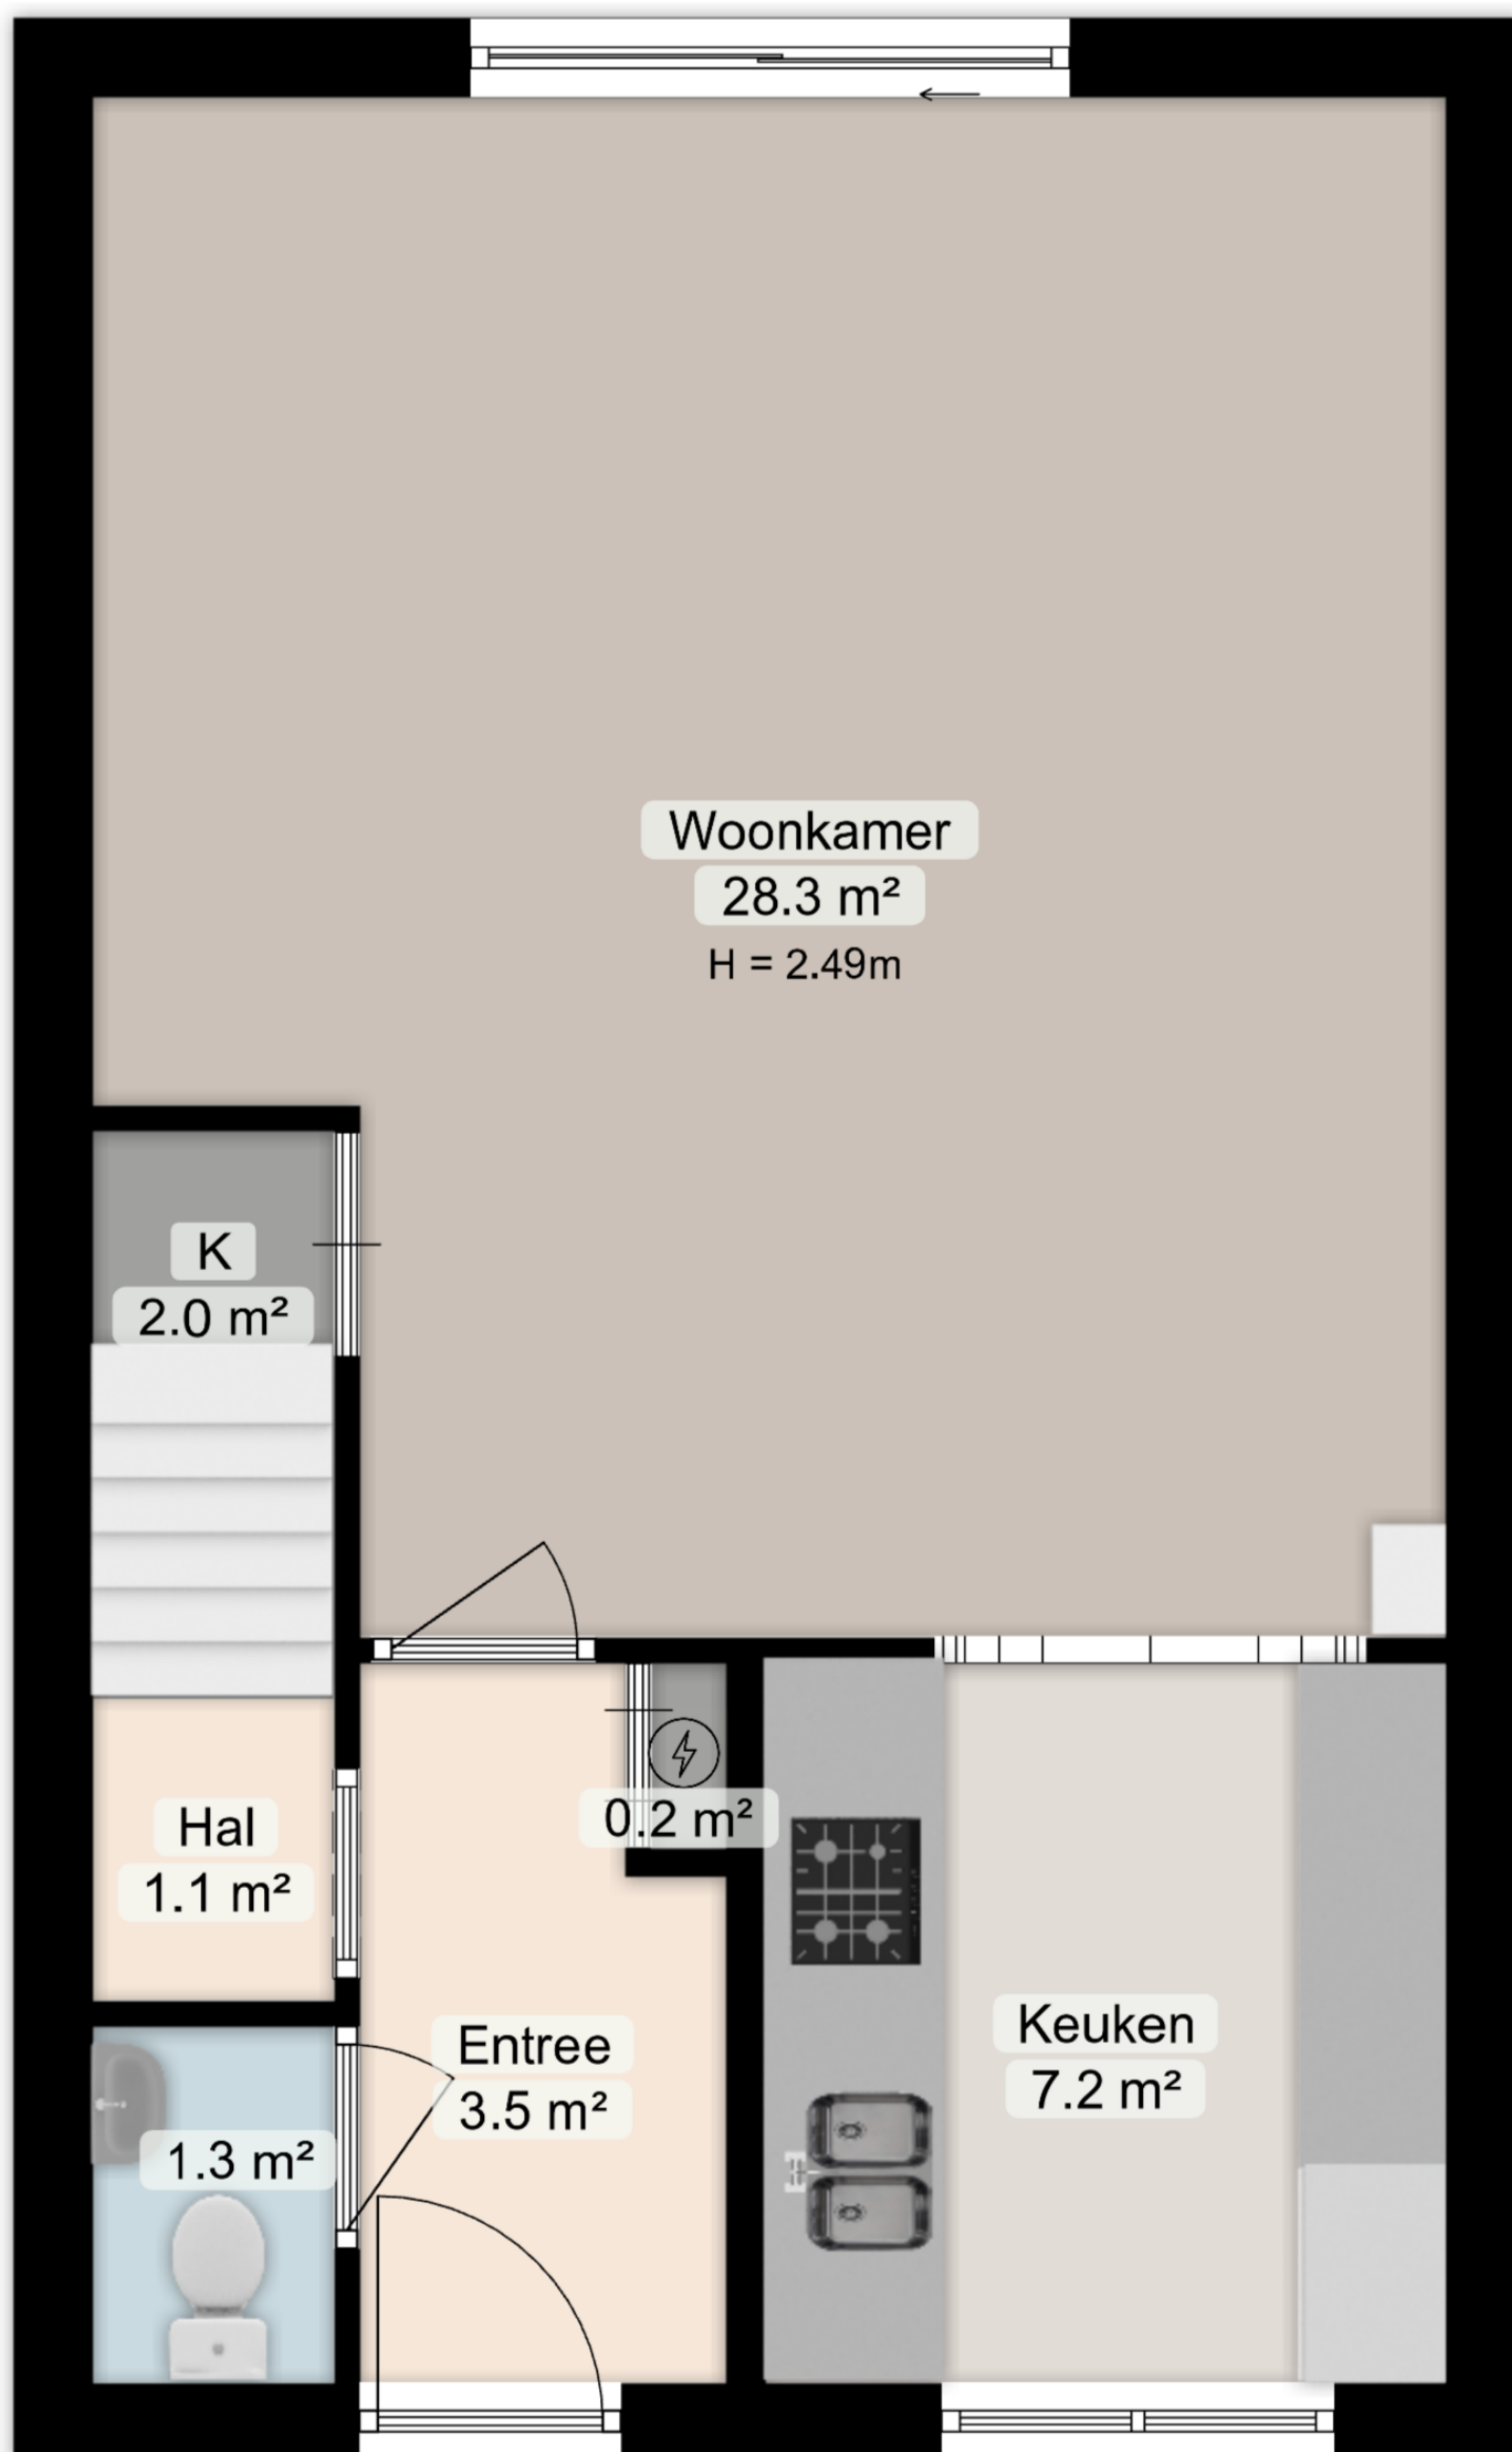 Woonkamer
28.3 m²
H = 2.49m
K
2.0 m²
0.2 m²
Hal
1.1 m²
Entree
3.5 m²
Keuken
7.2 m²
1.3 m²